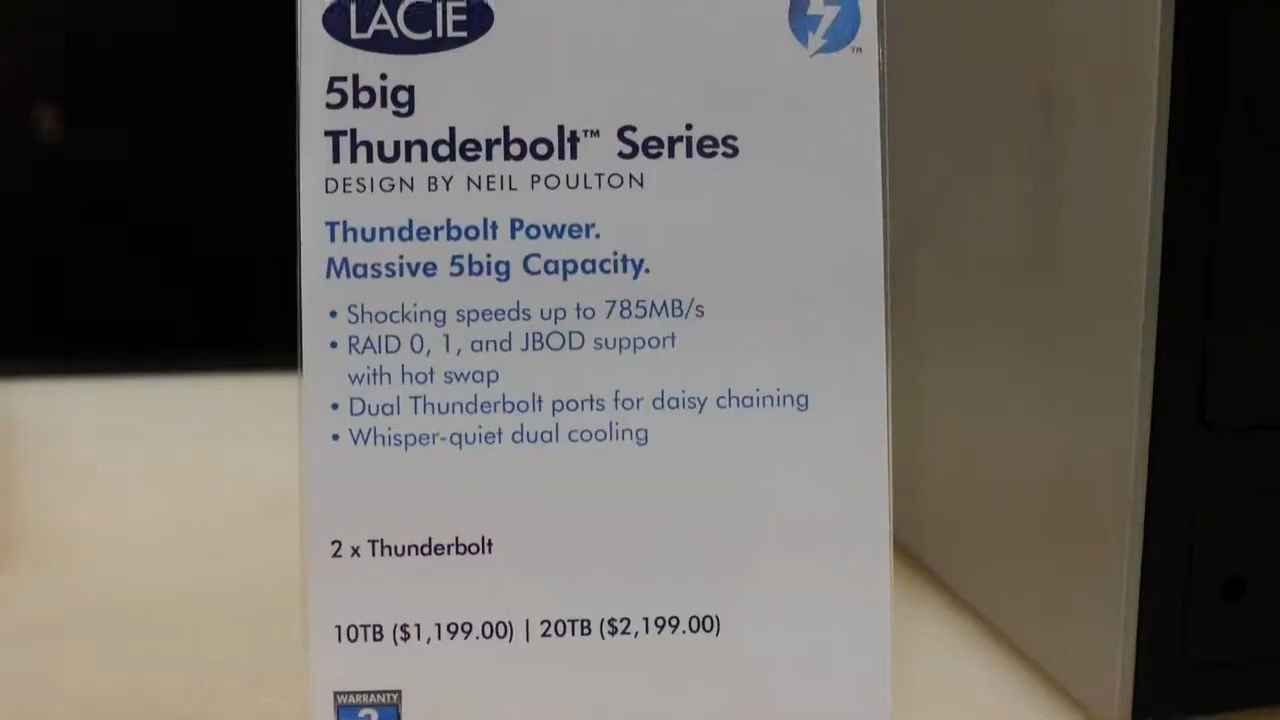 LACIE
TM
5big
Thunderbolt™ Series
DESIGN BY NEIL POULTON
Thunderbolt Power.
Massive 5big Capacity.
• Shocking speeds up to 785MB/s
• RAID 0, 1, and JBOD support
with hot swap
• Dual Thunderbolt ports for daisy chaining
• Whisper-quiet dual cooling
2 x Thunderbolt
10TB ($1,199.00) | 20TB ($2,199.00)
WARRANTY